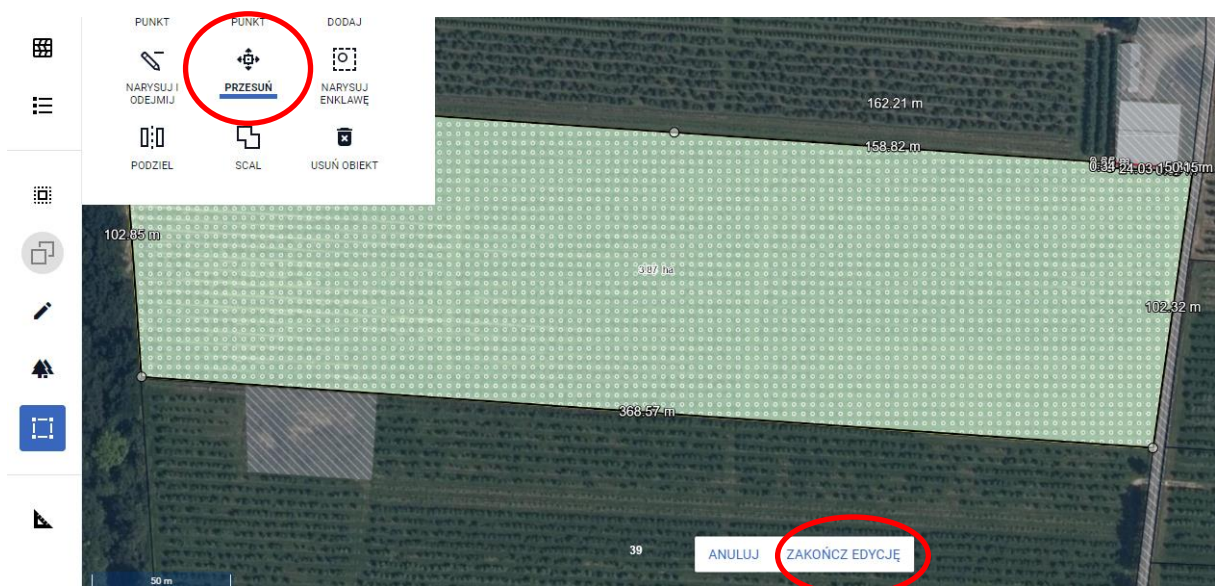 PUNKT PUNKT DODAJ
NARYSUJ I ODEJMIJ
PRZESUŃ
NARYSUJ ENKLAWĘ
PODZIEL SCAL USUŃ OBIEKT
162.21 m
158.82 m
102.85 m
3.87 ha
102.32 m
368.57 m
39
ANULUJ ZAKOŃCZ EDYCJĘ
50 m